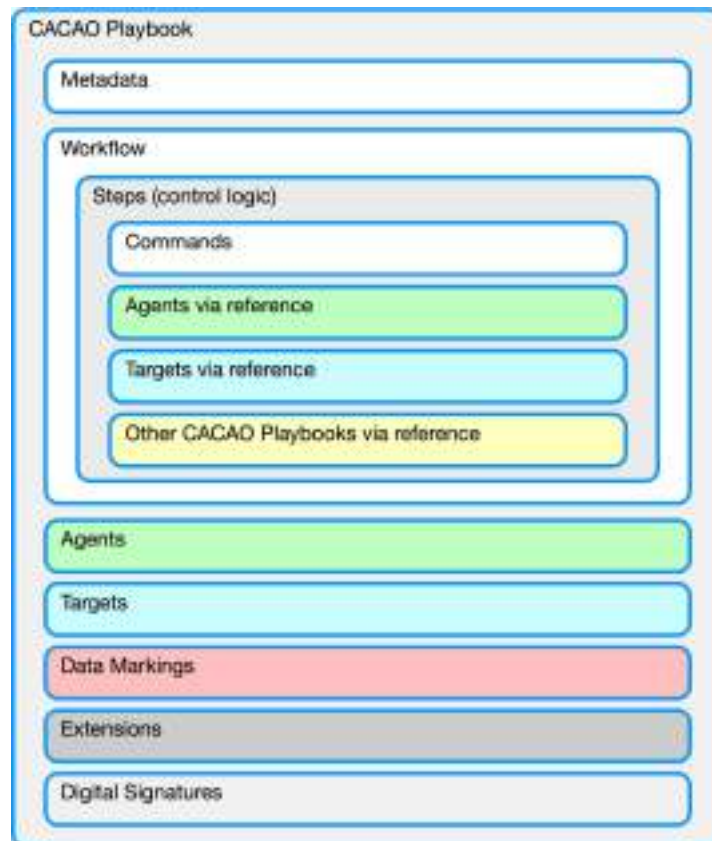 CACAO Playbook
Metadata
Workflow
Steps (control logic)
Commands
Agents via reference
Targets via reference
Other CACAO Playbooks via reference
Agents
Targets
Data Markings
Extensions
Digital Signatures